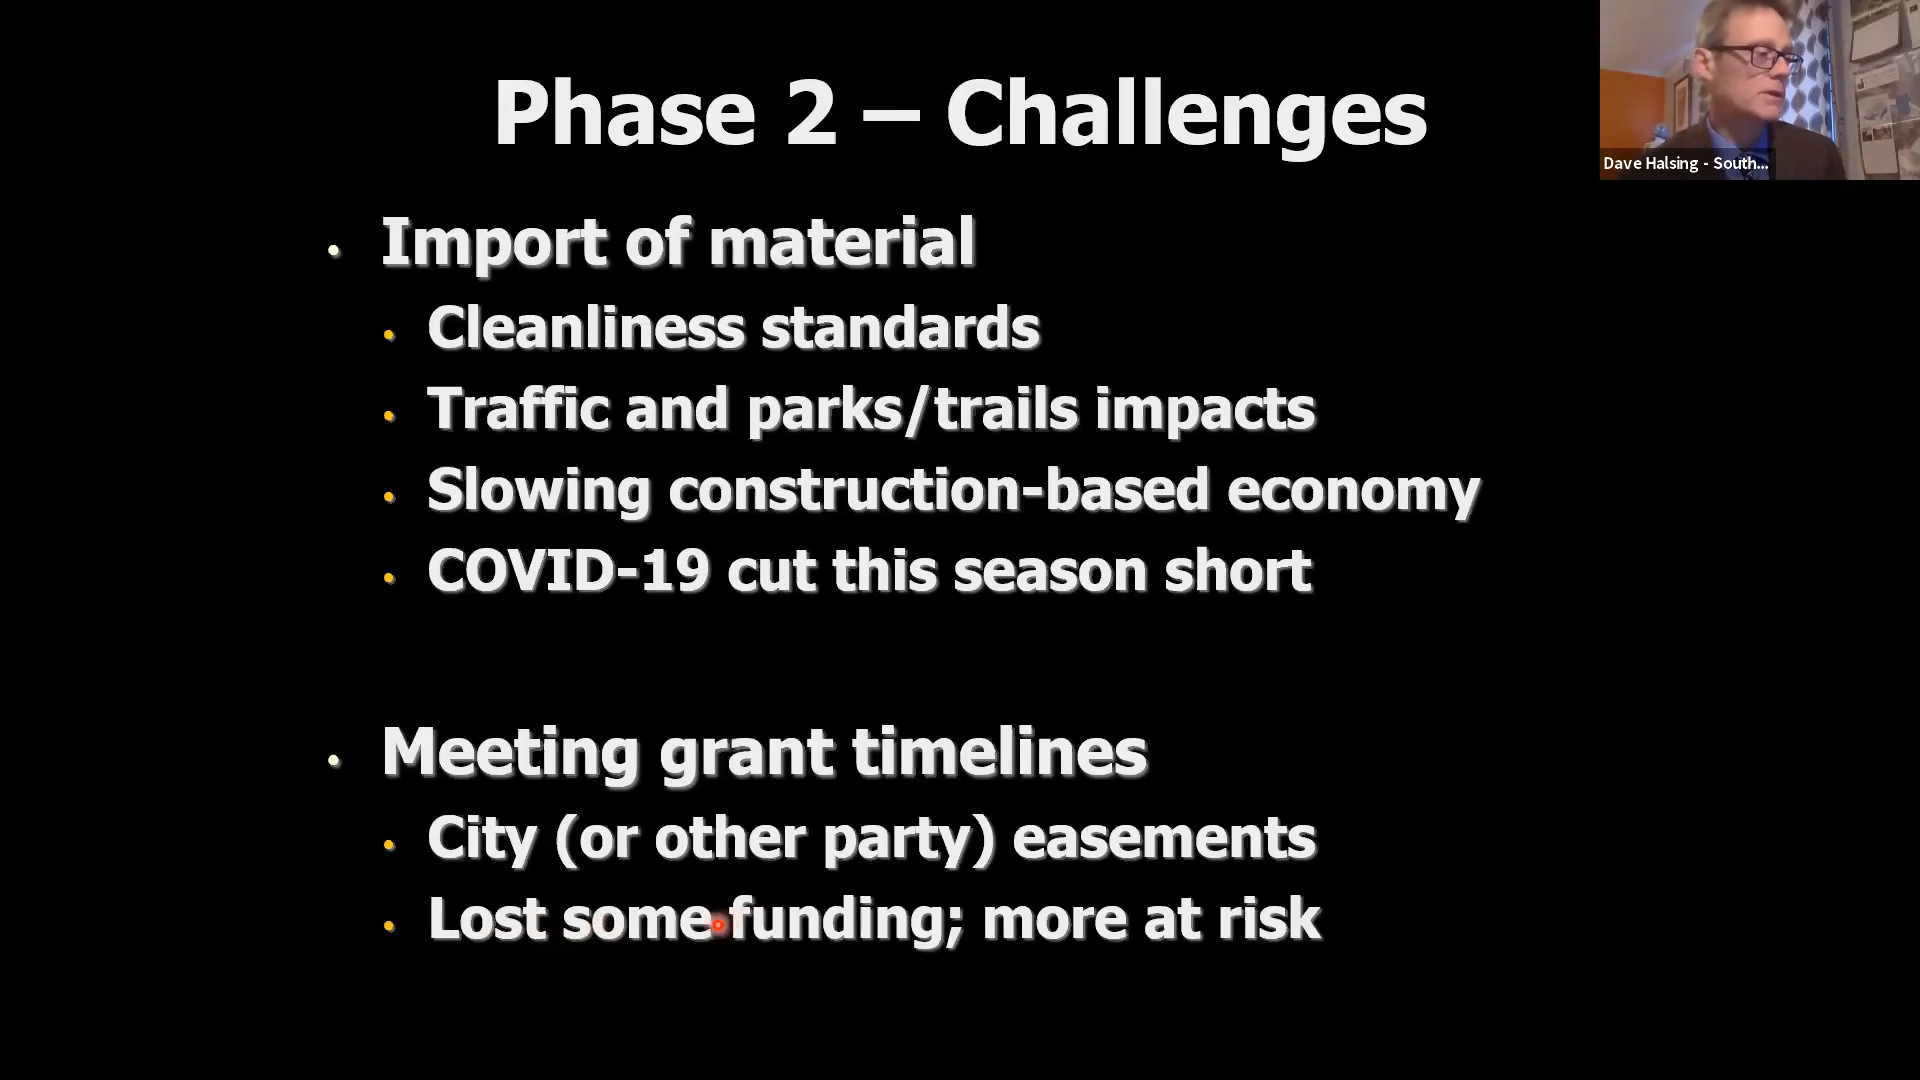 Phase 2 – Challenges
Dave Halsing - South...
• Import of material
• Cleanliness standards
• Traffic and parks/trails impacts
• Slowing construction-based economy
• COVID-19 cut this season short
• Meeting grant timelines
• City (or other party) easements
• Lost some funding; more at risk